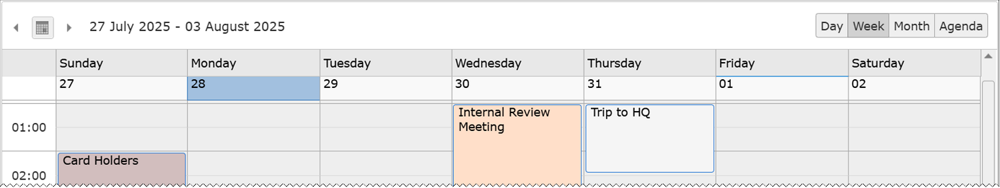 27 July 2025 - 03 August 2025
Day Week Month Agenda
Sunday Monday Tuesday Wednesday Thursday Friday Saturday
27 28 29 30 31 01 02
Internal Review Trip to HQ
Meeting
01:00
Card Holders
02:00